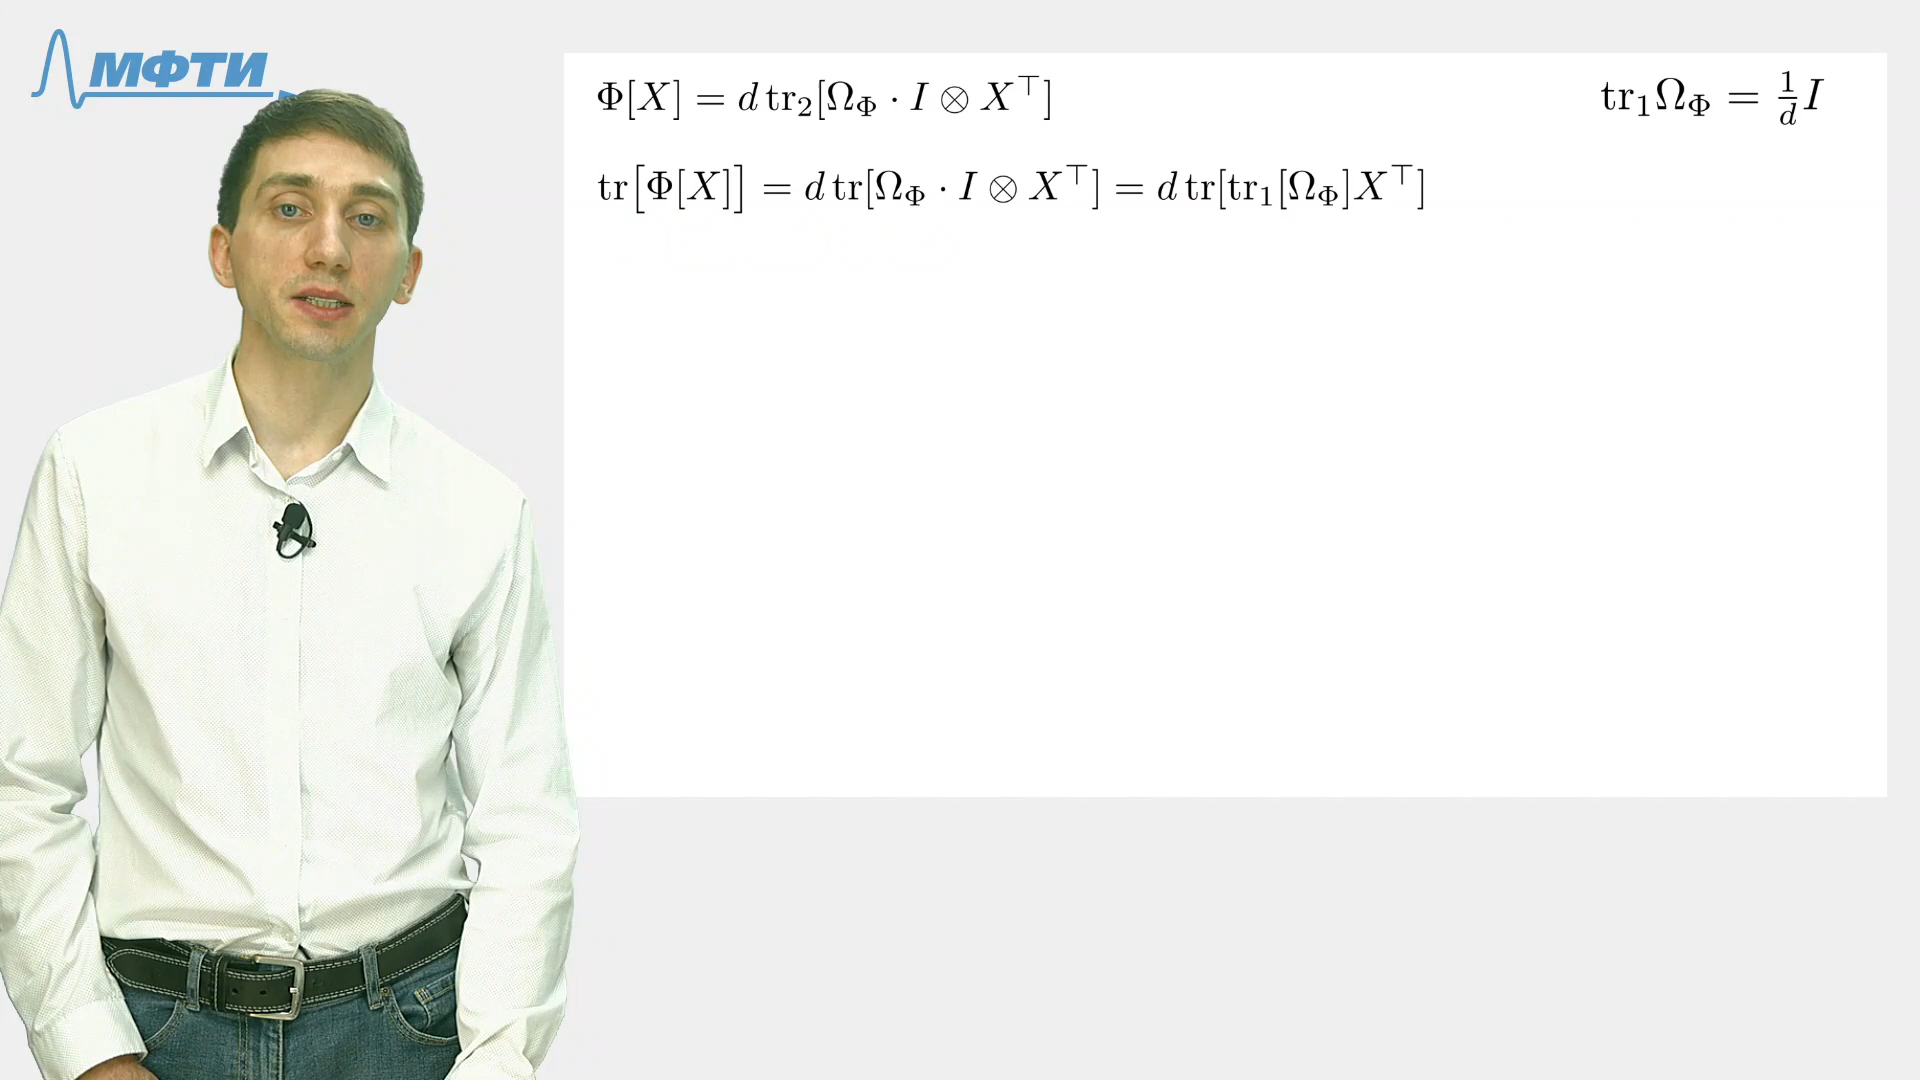 МФТИ
Φ[X] = d tr₂[Ω_Φ · I ⊗ X^⊤]
tr₁Ω_Φ = 1/d I
tr[Φ[X]] = d tr[Ω_Φ · I ⊗ X^⊤] = d tr[tr₁[Ω_Φ]X^⊤]